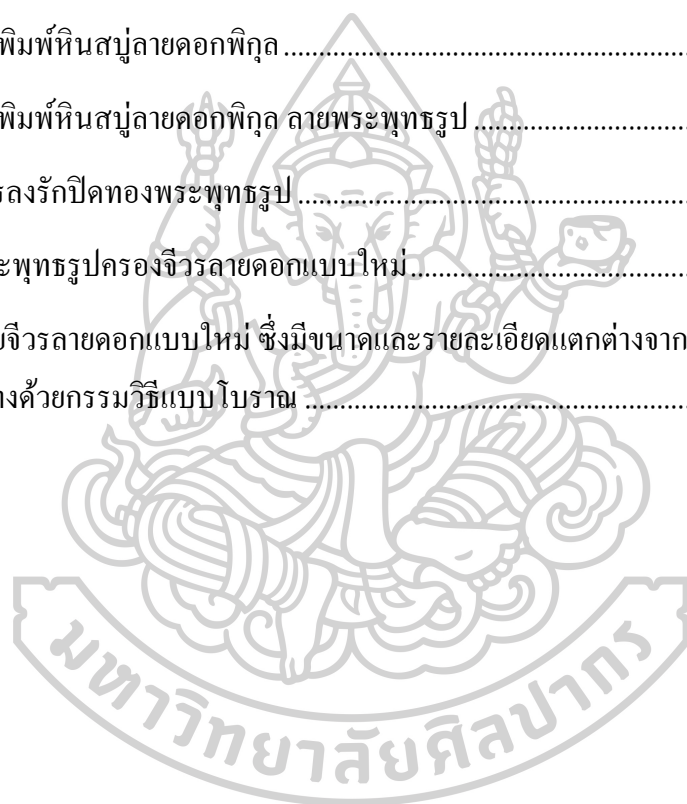 พิมพ์หินสบู่ลายดอกพิกุล
พิมพ์หินสบู่ลายดอกพิกุล ลายพระพุทธรูป
ลงรักปิดทองพระพุทธรูป
ะพุทธรูปครองจีวรลายดอกแบบใหม่
จีวรลายดอกแบบใหม่ ซึ่งมีขนาดและรายละเอียดแตกต่างจาก
างด้วยกรรมวิธีแบบโบราณ
มหาวิทยาลัยศิลปากร